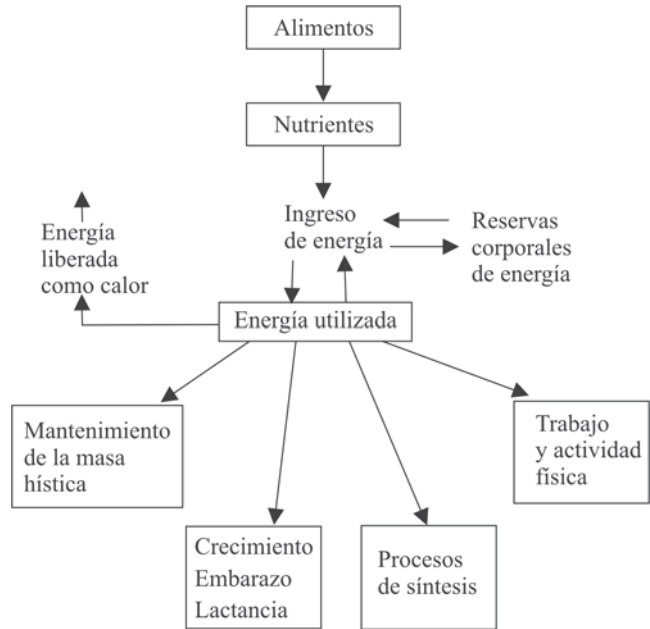 Alimentos
Nutrientes
Ingreso
de energía
Reservas
corporales
de energía
Energía
liberada
como calor
Energía utilizada
Mantenimiento
de la masa
hística
Trabajo
y actividad
física
Crecimiento
Embarazo
Lactancia
Procesos
de síntesis